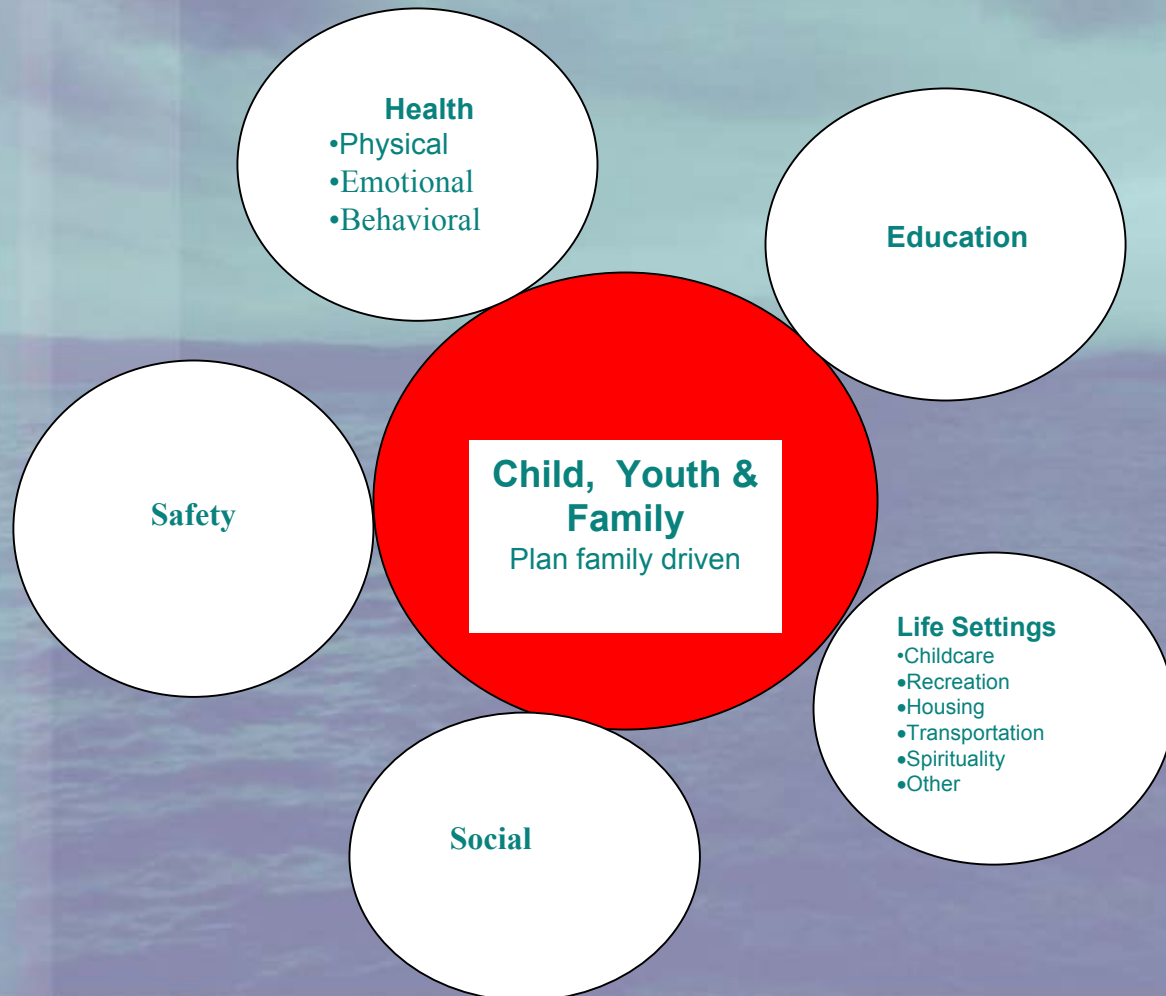 Health
•Physical
•Emotional
•Behavioral
Education
Child, Youth &
Family
Plan family driven
Safety
Life Settings
•Childcare
•Recreation
•Housing
•Transportation
•Spirituality
•Other
Social